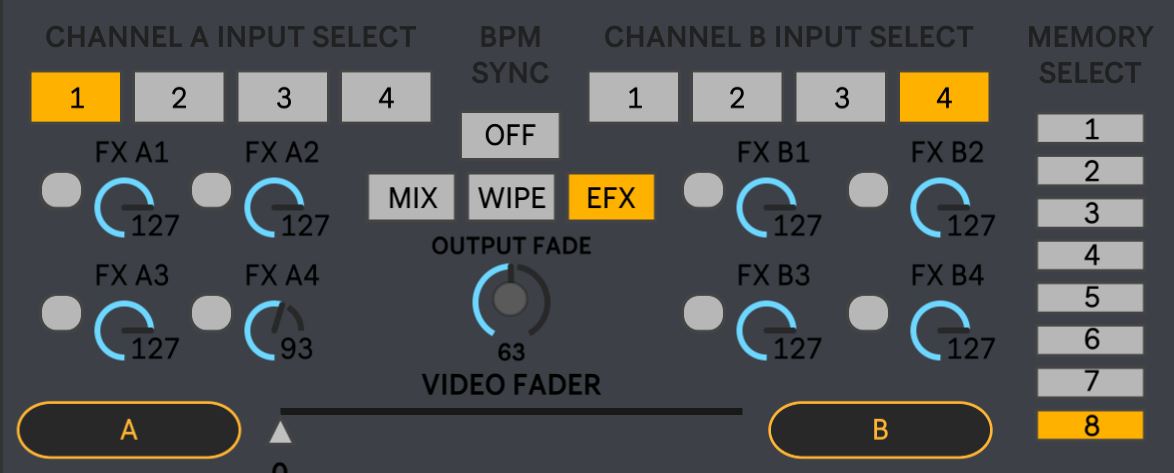 CHANNEL A INPUT SELECT
BPM
SYNC
CHANNEL B INPUT SELECT
MEMORY
SELECT
1 2 3 4
OFF
1 2 3 4
FX A1 FX A2
127 127
MIX WIPE EFX
FX B1 FX B2
127 127
OUTPUT FADE
63
FX A3 FX A4
127 93
FX B3 FX B4
127 127
VIDEO FADER
A
0
B
1
2
3
4
5
6
7
8